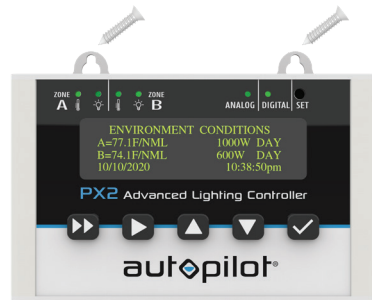 ZONE
A
ZONE
B
ANALOG
DIGITAL
SET
ENVIRONMENT CONDITIONS
A=77.1F/NML 1000W DAY
B=74.1F/NML 600W DAY
10/10/2020 10:38:50pm
PX2 Advanced Lighting Controller
autopilot®